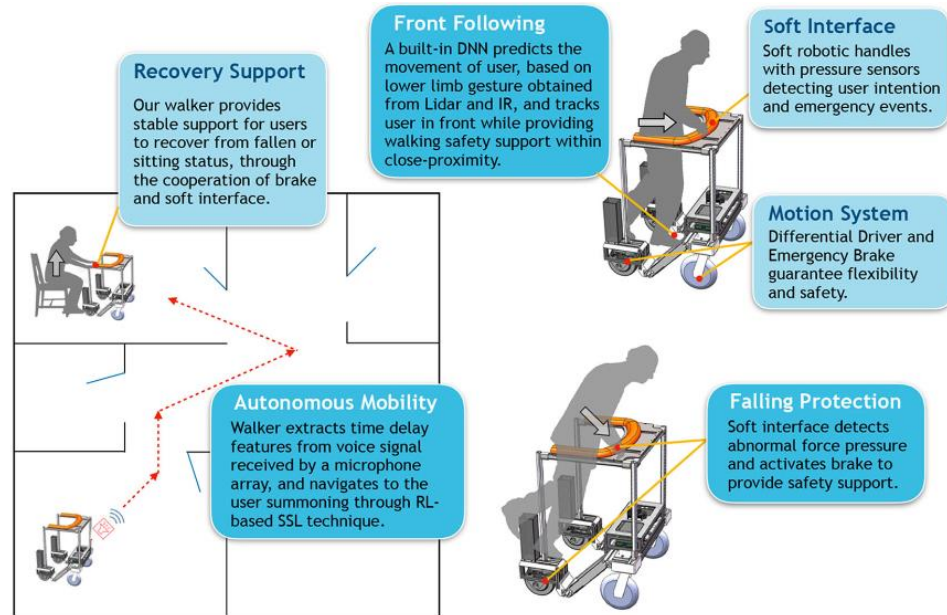 Recovery Support
Our walker provides
stable support for users
to recover from fallen or
sitting status, through
the cooperation of brake
and soft interface.
Front Following
A built-in DNN predicts the
movement of user, based on
lower limb gesture obtained
from Lidar and IR, and tracks
user in front while providing
walking safety support within
close-proximity.
Soft Interface
Soft robotic handles
with pressure sensors
detecting user intention
and emergency events.
Motion System
Differential Driver and
Emergency Brake
guarantee flexibility
and safety.
Autonomous Mobility
Walker extracts time delay
features from voice signal
received by a microphone
array, and navigates to the
user summoning through RL-
based SSL technique.
Falling Protection
Soft interface detects
abnormal force pressure
and activates brake to
provide safety support.